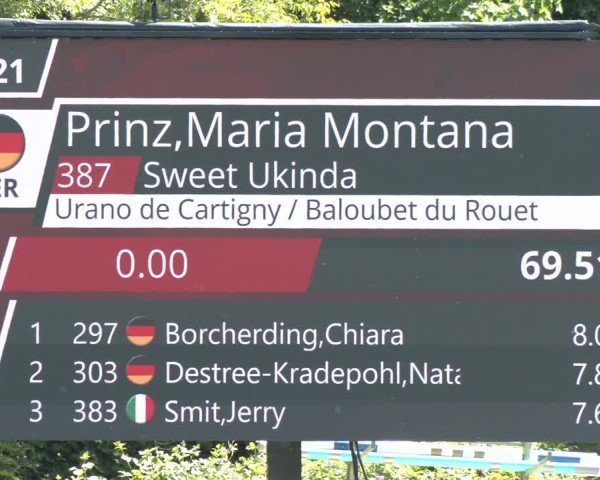 21
Prinz,Maria Montana
ER
387 Sweet Ukinda
Urano de Cartigny / Baloubet du Rouet
0.00 69.51
1 297 Borcherding,Chiara 8.0
2 303 Destree-Kradepohl,Nata 7.8
3 383 Smit,Jerry 7.6